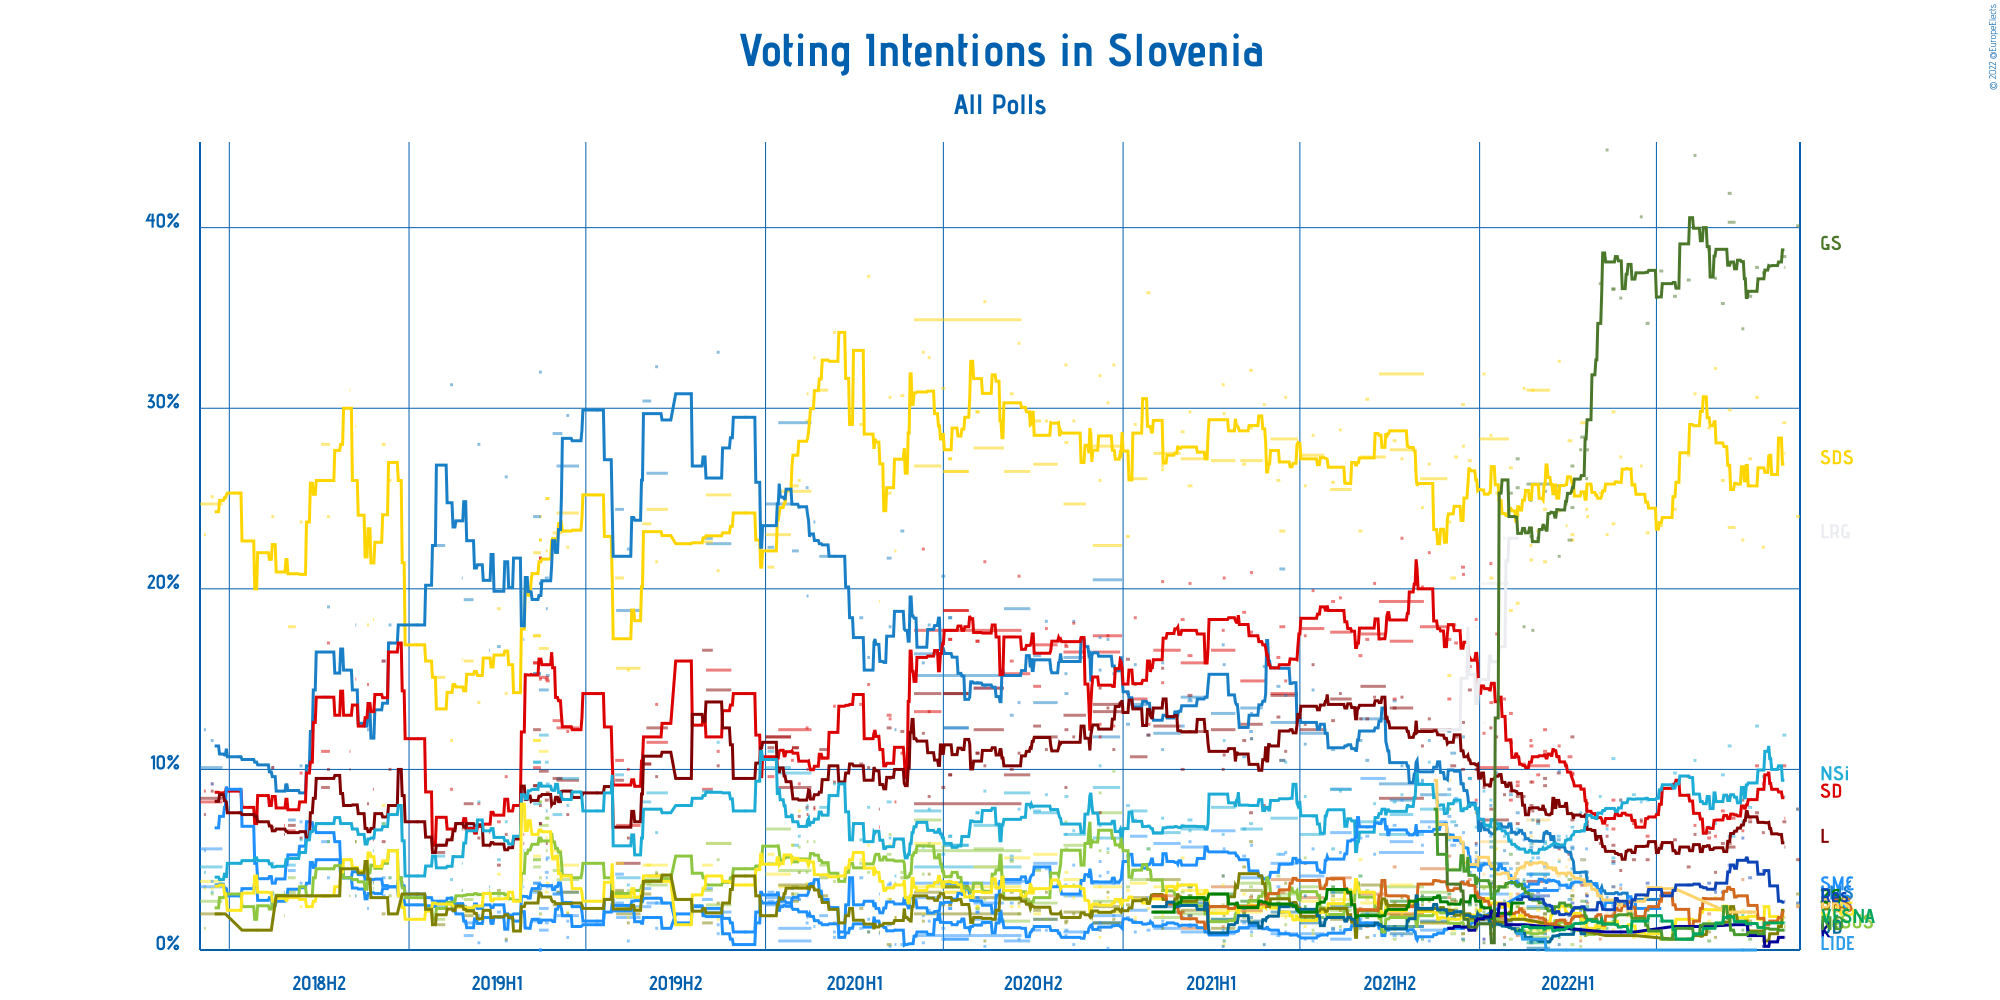 Voting Intentions in Slovenia
All Polls
© 2022 @EuropeElects
40%
30%
20%
10%
0%
GS
SDS
LRG
NSi
SD
L
SMC
VESNA
LIDE
2018H2
2019H1
2019H2
2020H1
2020H2
2021H1
2021H2
2022H1